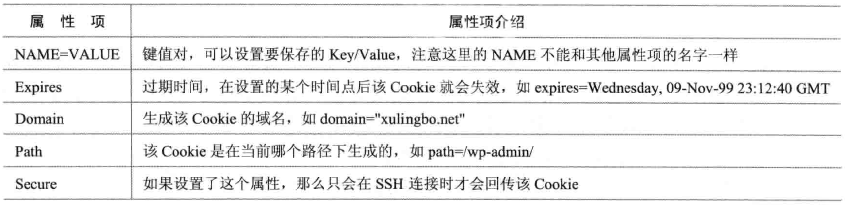 属 性 项 属性项介绍
NAME=VALUE 键值对，可以设置要保存的 Key/Value，注意这里的 NAME 不能和其他属性项的名字一样
Expires 过期时间，在设置的某个时间点后该 Cookie 就会失效，如 expires=Wednesday, 09-Nov-99 23:12:40 GMT
Domain 生成该 Cookie 的域名，如 domain="xulingbo.net"
Path 该 Cookie 是在当前哪个路径下生成的，如 path=/wp-admin/
Secure 如果设置了这个属性，那么只会在 SSH 连接时才会回传该 Cookie